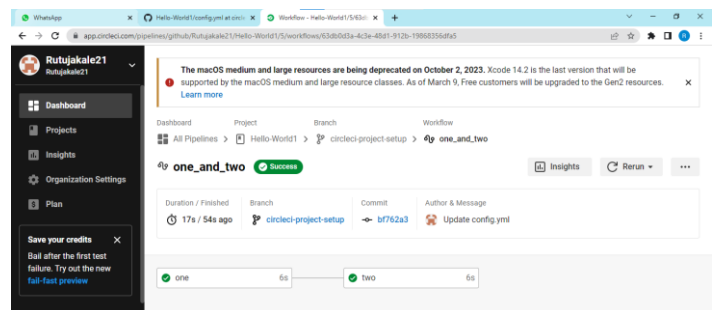 WhatsApp
Hello-World1/config.yml at circle
Workflow - Hello-World1/5/63db
app.circleci.com/pipelines/github/Rutujakale21/Hello-World1/5/workflows/63db0d3a-4c3e-48d1-912b-19868356dfa5
Rutujakale21
Rutujakale21
Dashboard
Projects
Insights
Organization Settings
Plan
Save your credits
Bail after the first test
failure. Try out the new
fail-fast preview
The macOS medium and large resources are being deprecated on October 2, 2023. Xcode 14.2 is the last version that will be
supported by the macOS medium and large resource classes. As of March 9, Free customers will be upgraded to the Gen2 resources.
Learn more
Dashboard Project Branch Workflow
All Pipelines > Hello-World1 > circleci-project-setup > one_and_two
one_and_two Success Insights Rerun
Duration / Finished Branch Commit Author & Message
17s / 54s ago circleci-project-setup bf762a3 Update config.yml
one 6s two 6s